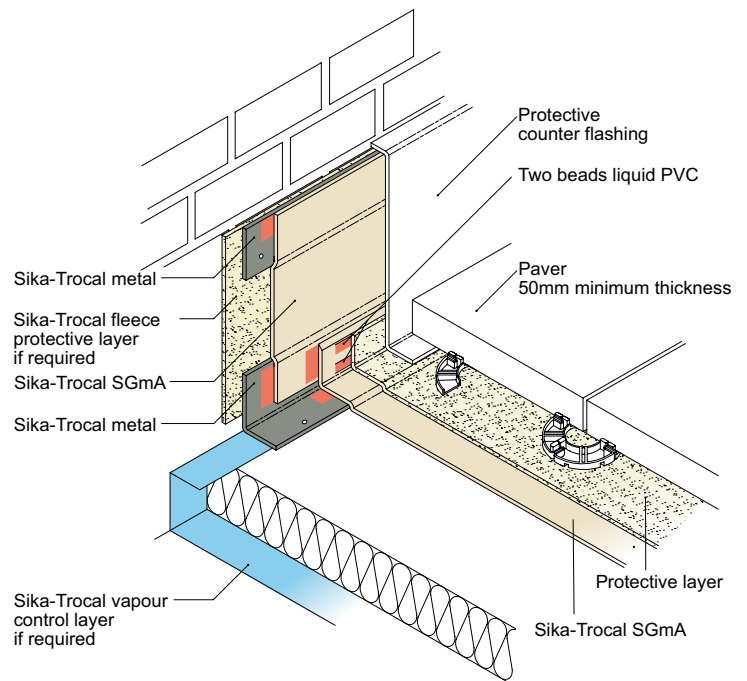 Protective
counter flashing
Two beads liquid PVC
Paver
50mm minimum thickness
Sika-Trocal metal
Sika-Trocal fleece
protective layer
if required
Sika-Trocal SGmA
Sika-Trocal metal
Sika-Trocal vapour
control layer
if required
Protective layer
Sika-Trocal SGmA